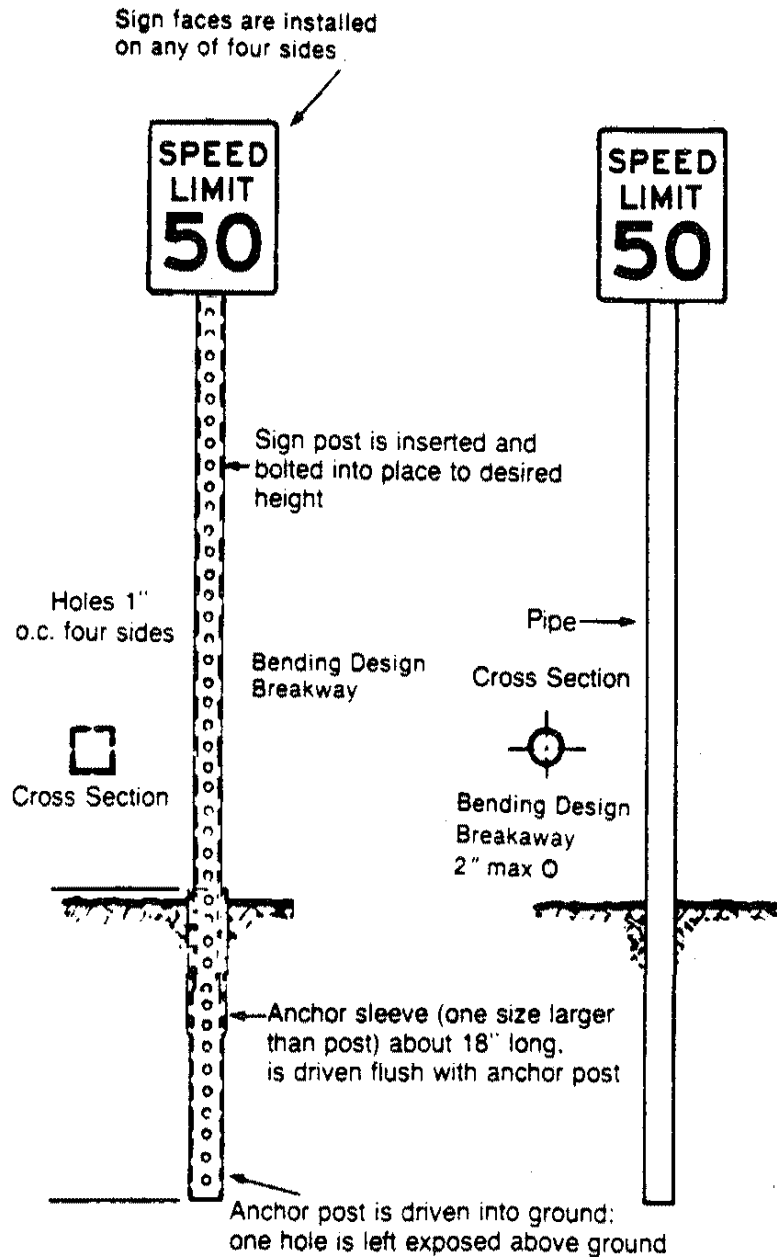 Sign faces are installed
on any of four sides
SPEED
LIMIT
50
SPEED
LIMIT
50
Sign post is inserted and
bolted into place to desired
height
Holes 1"
o.c. four sides
Pipe
Bending Design
Breakway
Cross Section
Cross Section
Bending Design
Breakaway
2" max O
Anchor sleeve (one size larger
than post) about 18" long,
is driven flush with anchor post
Anchor post is driven into ground:
one hole is left exposed above ground